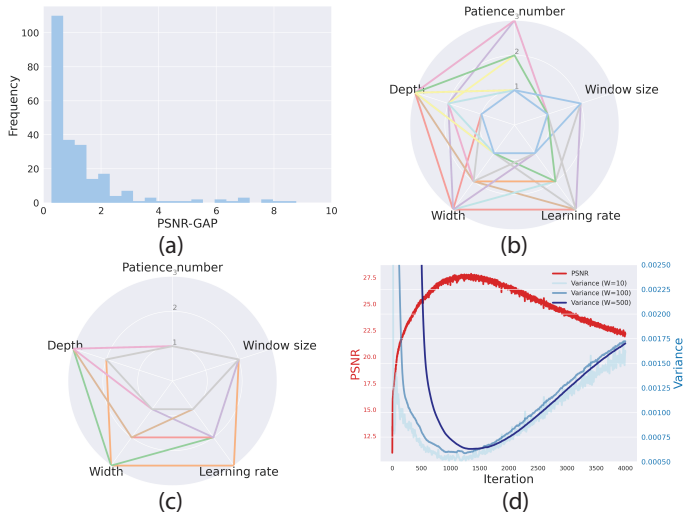 100
80
60
40
20
0
0 2 4 6 8 10
Frequency
PSNR-GAP
(a)
Patience number
3
2
1
Depth
Window size
Width
Learning rate
(b)
Patience number
3
2
1
Depth
Window size
Width
Learning rate
(c)
27.5
25.0
22.5
20.0
17.5
15.0
12.5
PSNR
PSNR
Variance (W=10)
Variance (W=100)
Variance (W=500)
0.00250
0.00225
0.00200
0.00175
0.00150
0.00125
0.00100
0.00075
0.00050
Variance
0 500 1000 1500 2000 2500 3000 3500 4000
Iteration
(d)